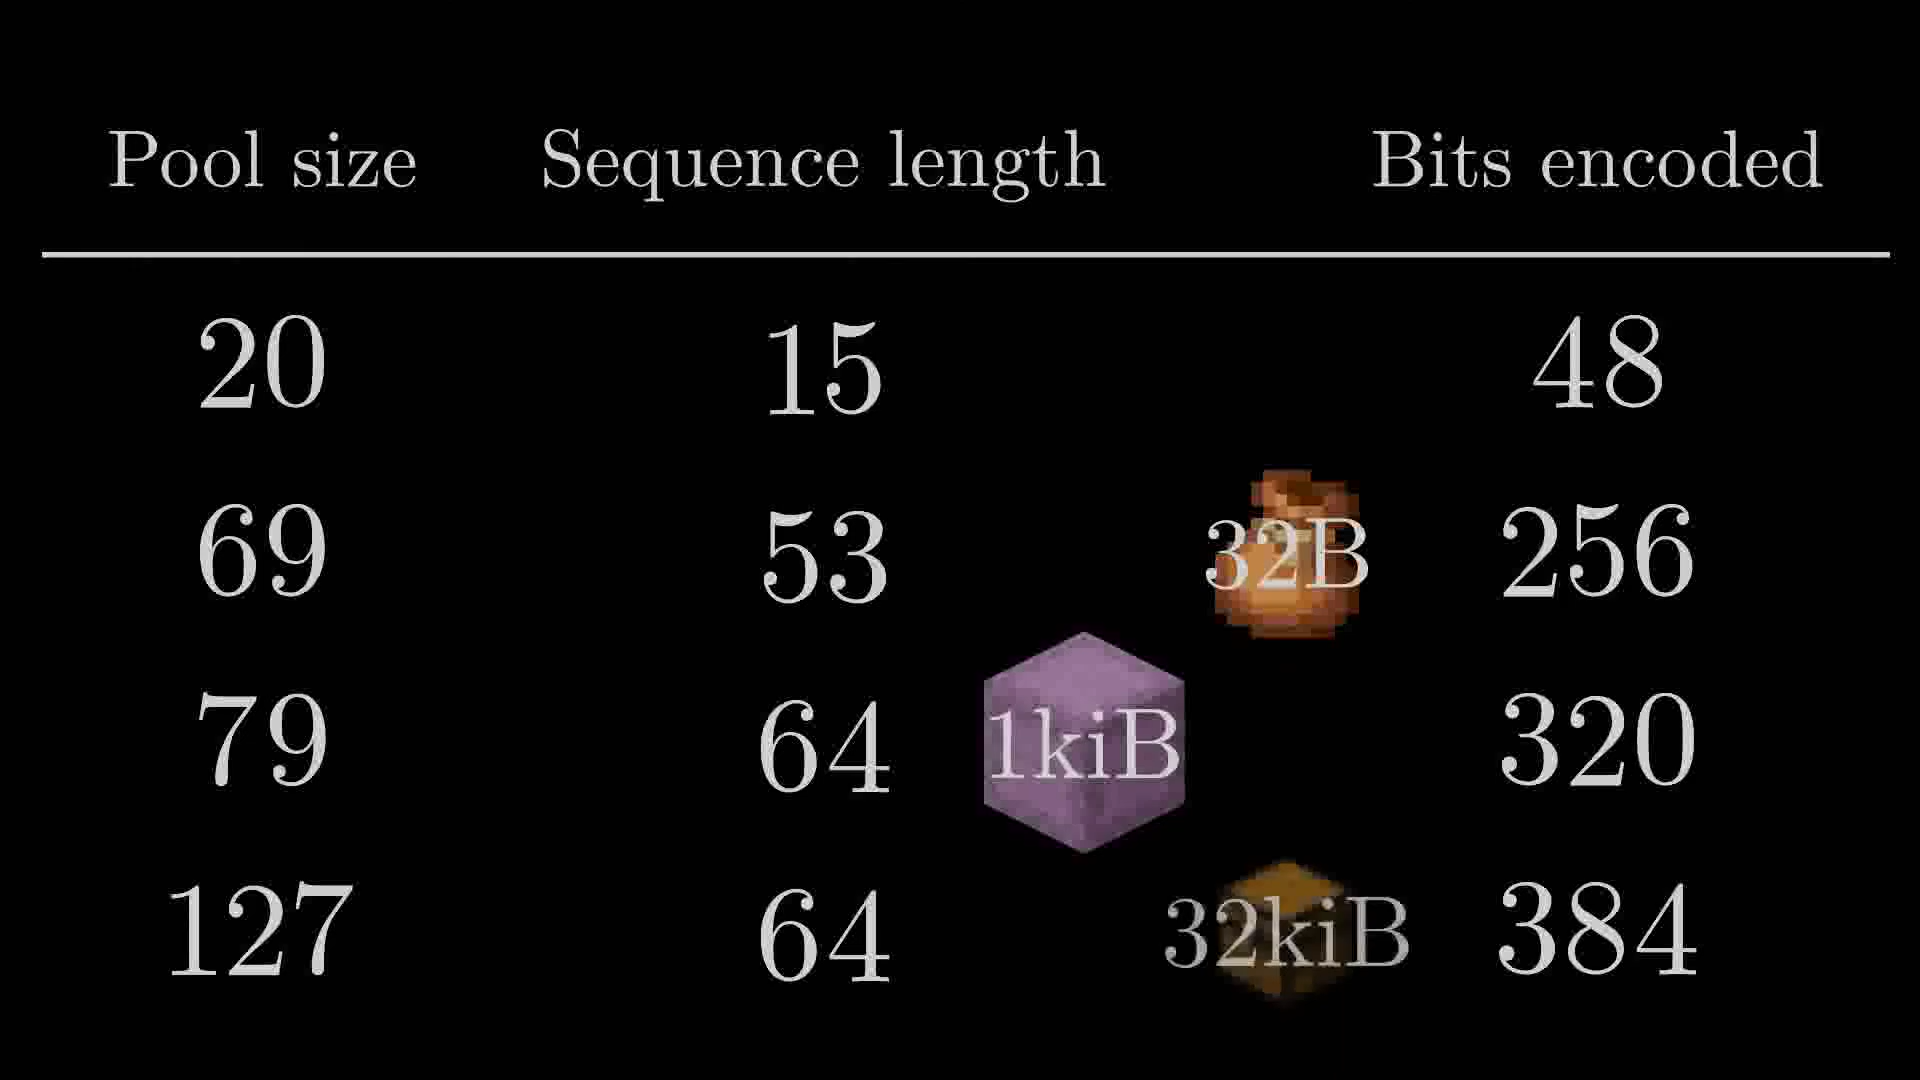 Pool size Sequence length Bits encoded
20 15 48
69 53 32B 256
79 64 1kiB 320
127 64 32kiB 384